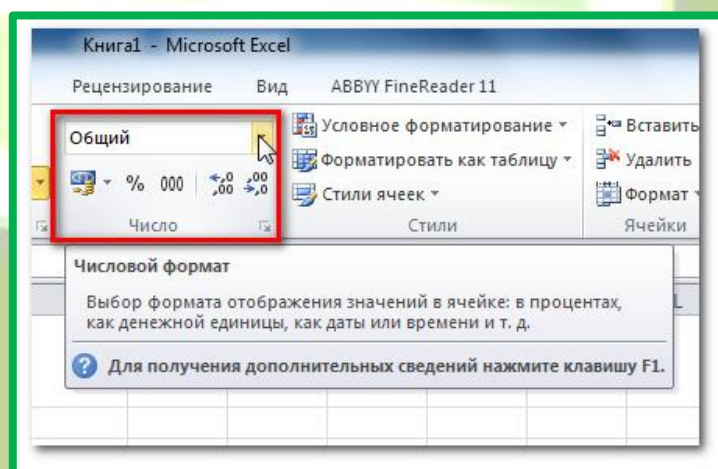 Книга1 - Microsoft Excel
Рецензирование Вид ABBYY FineReader 11
Общий
% 000 ,0 ,00 ,00 ,0
Число
Условное форматирование
Форматировать как таблицу
Стили ячеек
Стили
Вставить
Удалить
Формат
Ячейки
Числовой формат
Выбор формата отображения значений в ячейке: в процентах,
как денежной единицы, как даты или времени и т. д.
Для получения дополнительных сведений нажмите клавишу F1.
L